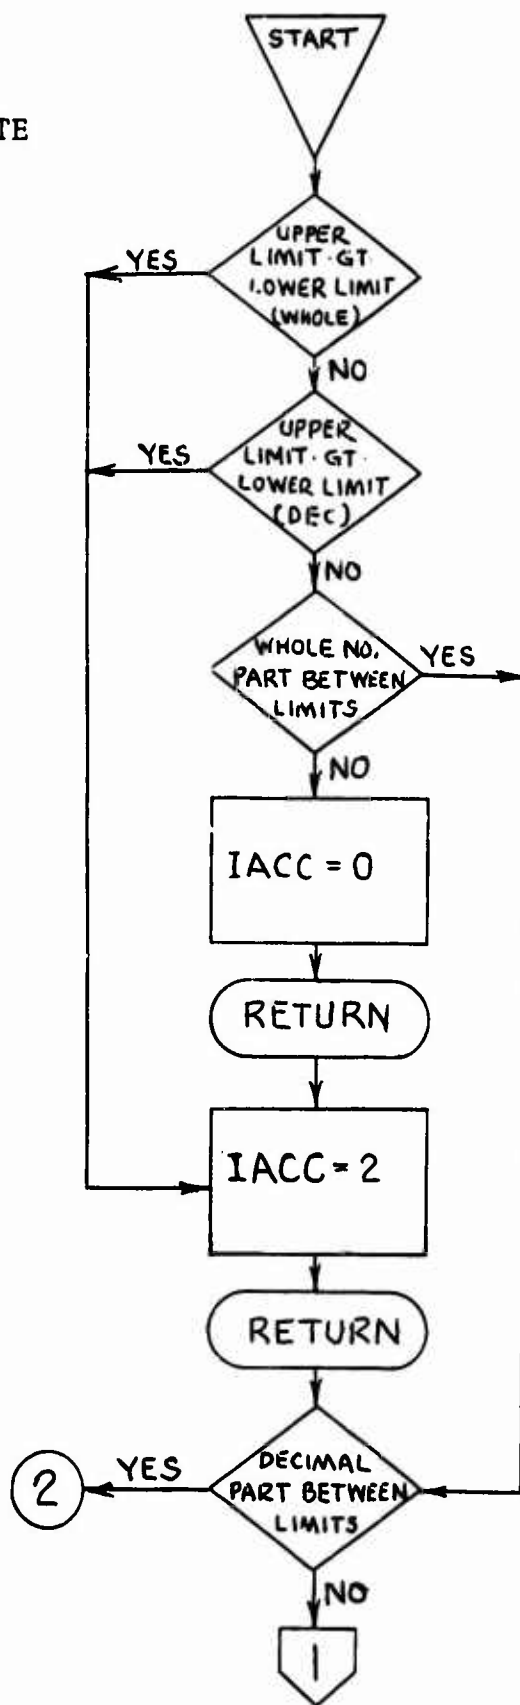 START
TE
UPPER
LIMIT·GT
LOWER LIMIT
(WHOLE)
YES
NO
UPPER
LIMIT·GT·
LOWER LIMIT
(DEC)
YES
NO
WHOLE NO.
PART BETWEEN
LIMITS
YES
NO
IACC = 0
RETURN
IACC = 2
RETURN
DECIMAL
PART BETWEEN
LIMITS
YES
2
NO
1